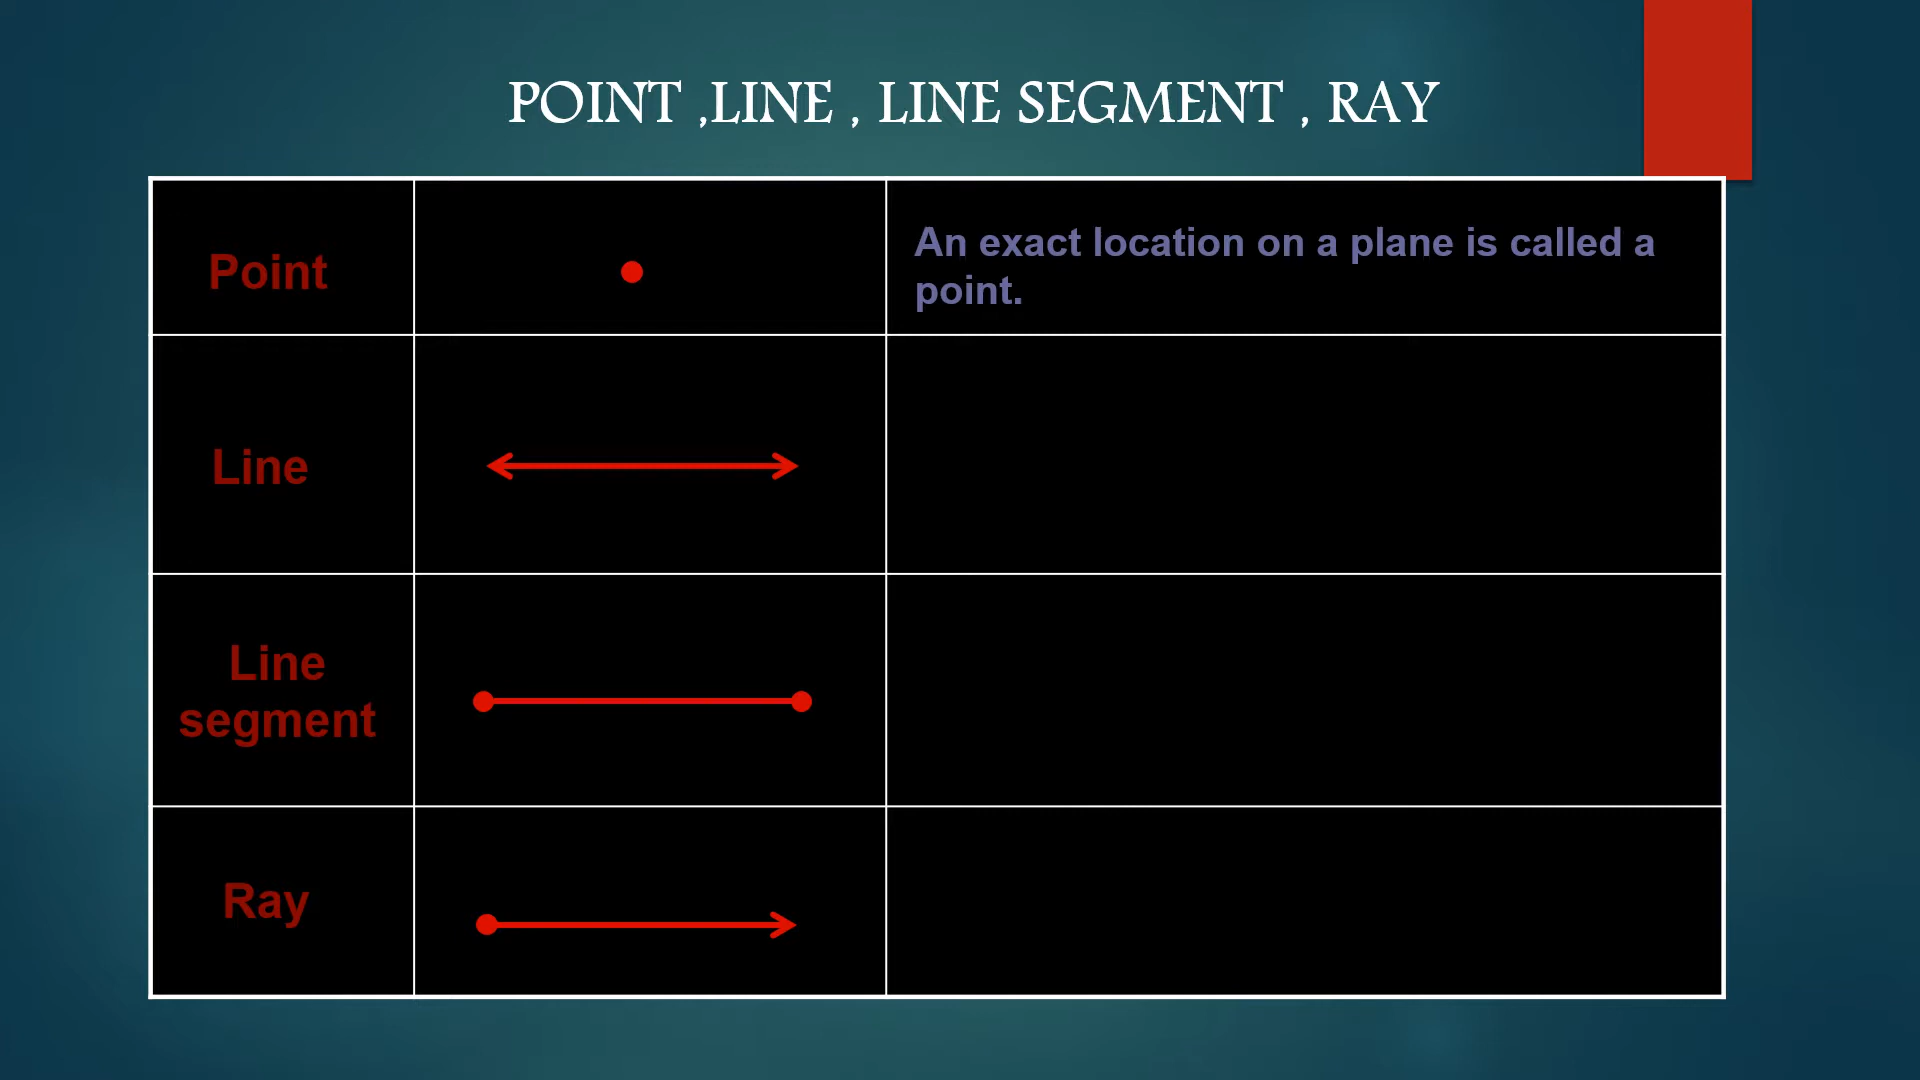 POINT ,LINE , LINE SEGMENT , RAY
Point
An exact location on a plane is called a
point.
Line
Line
segment
Ray